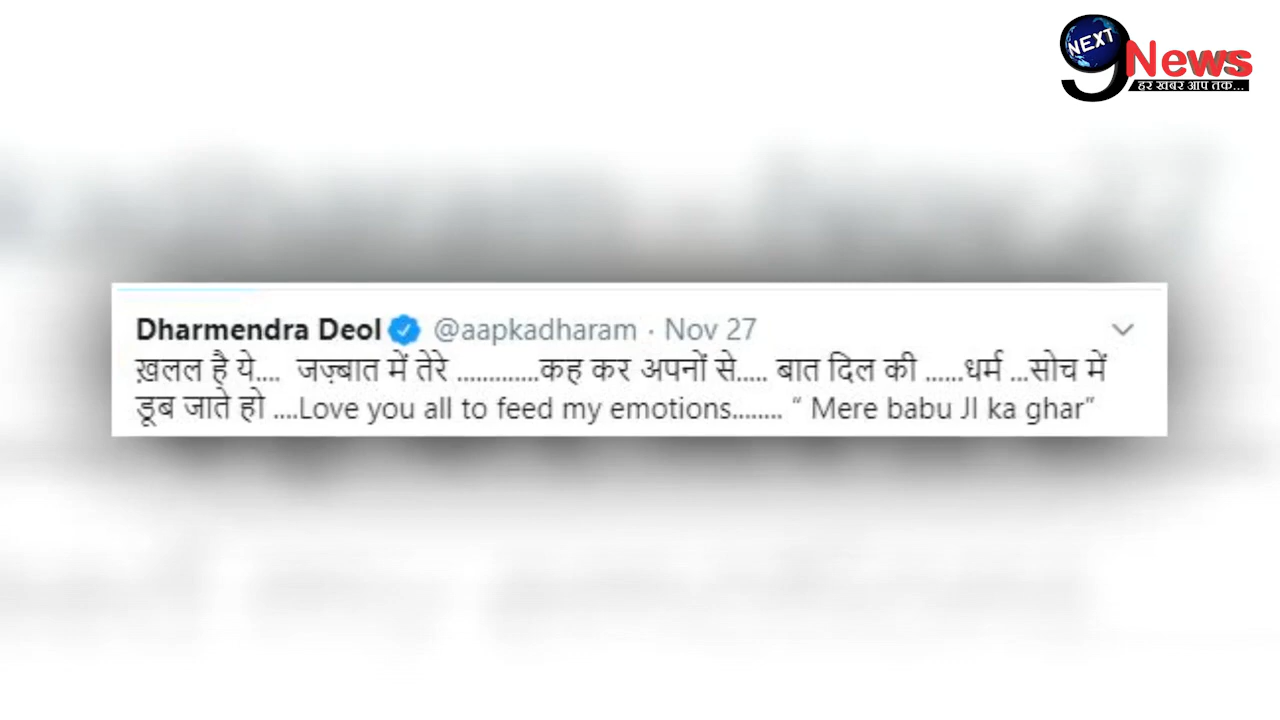 NEXT
9 News
हर खबर आप तक...
Dharmendra Deol @aapkadharam · Nov 27
ख़लल है ये.... जज़्बात में तेरे .............कह कर अपनों से..... बात दिल की ......धर्म ...सोच में
डूब जाते हो ....Love you all to feed my emotions........ “ Mere babu JI ka ghar”